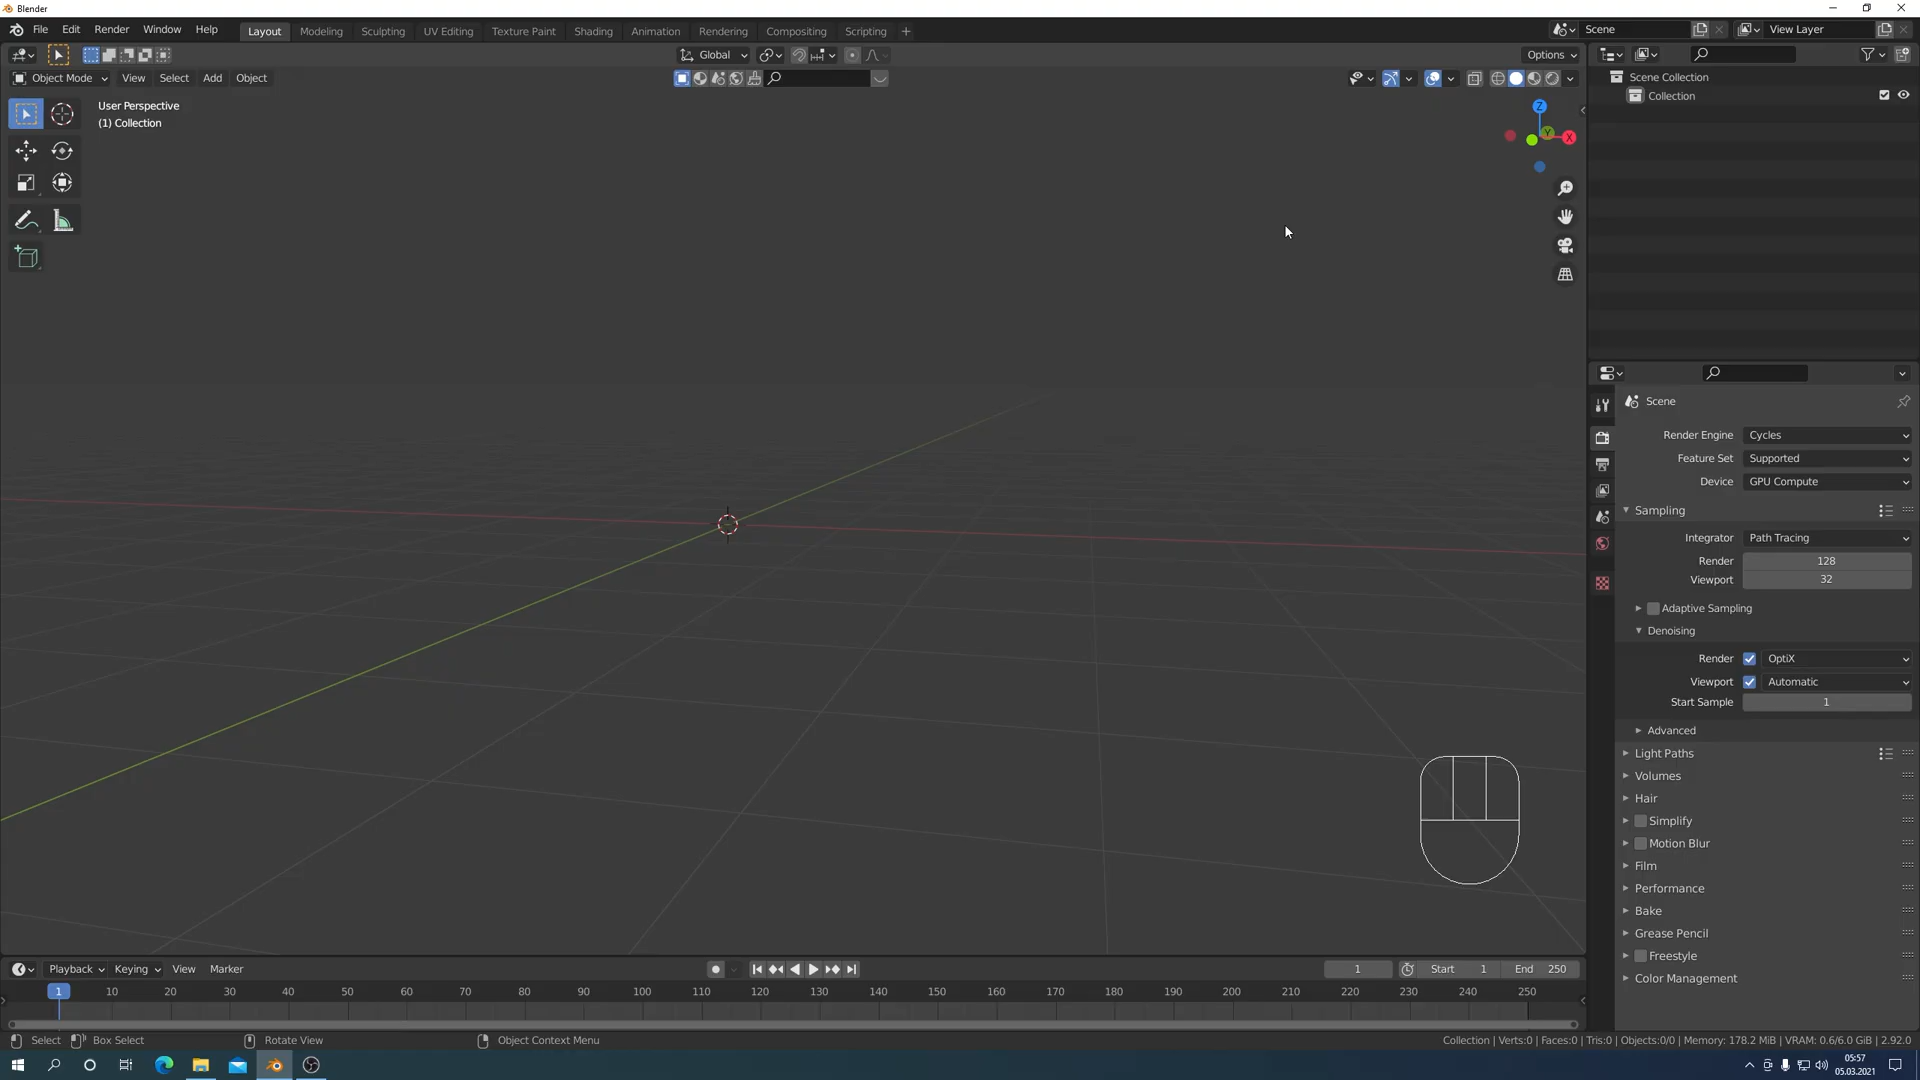 Blender
File Edit Render Window Help Layout Modeling Sculpting UV Editing Texture Paint Shading Animation Rendering Compositing Scripting Scene View Layer
Global Options
Object Mode View Select Add Object
User Perspective
(1) Collection
Z
Y
X
Scene Collection
Collection
Scene
Render Engine Cycles
Feature Set Supported
Device GPU Compute
Sampling
Integrator Path Tracing
Render 128
Viewport 32
Adaptive Sampling
Denoising
Render OptiX
Viewport Automatic
Start Sample 1
Advanced
Light Paths
Volumes
Hair
Simplify
Motion Blur
Film
Performance
Bake
Grease Pencil
Freestyle
Color Management
Playback Keying View Marker 1 Start 1 End 250
1 10 20 30 40 50 60 70 80 90 100 110 120 130 140 150 160 170 180 190 200 210 220 230 240 250
Select Box Select Rotate View Object Context Menu Collection | Verts:0 | Faces:0 | Tris:0 | Objects:0/0 | Memory: 178.2 MiB | VRAM: 0.6/6.0 GiB | 2.92.0
05:57
05.03.2021